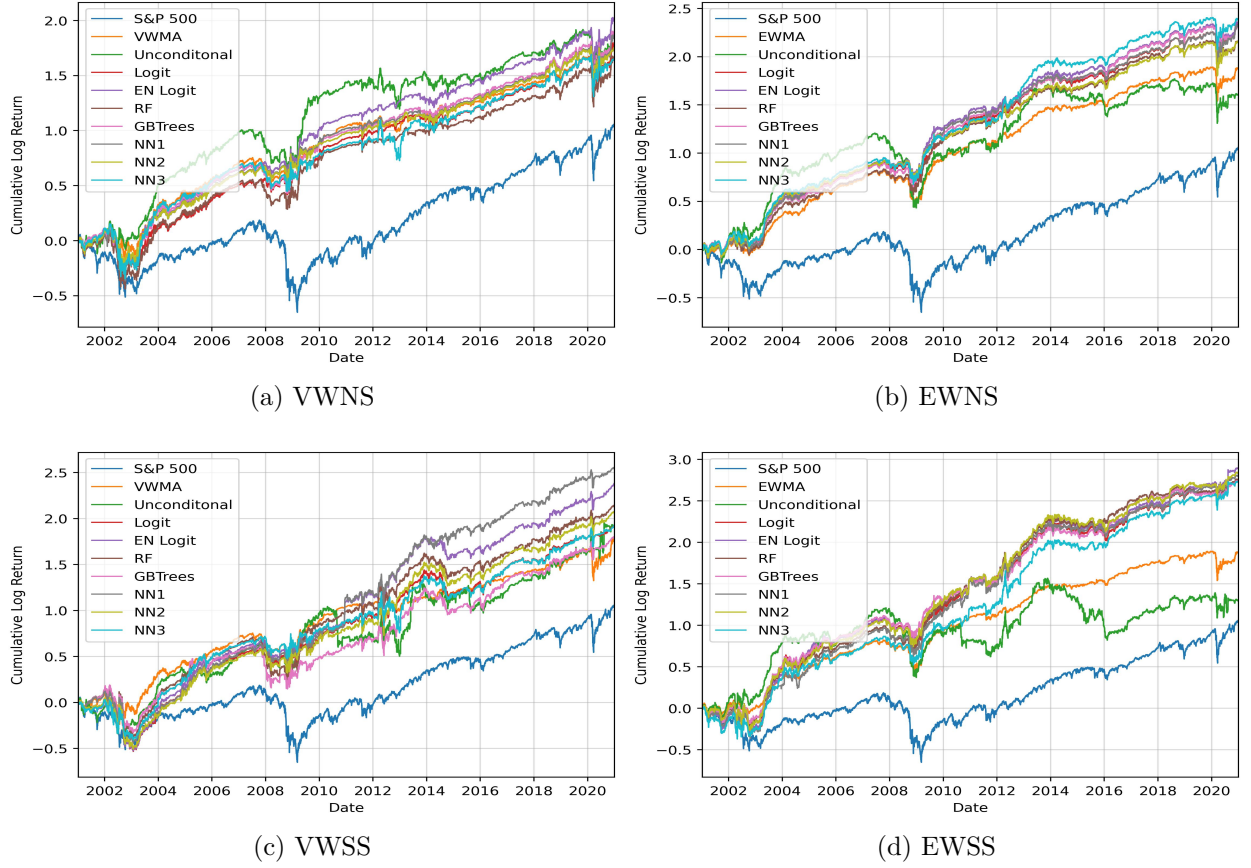 S&P 500
VWMA
Unconditonal
Logit
EN Logit
RF
GBTrees
NN1
NN2
NN3
Cumulative Log Return
2.0
1.5
1.0
0.5
0.0
−0.5
2002 2004 2006 2008 2010 2012 2014 2016 2018 2020
Date
(a) VWNS
S&P 500
EWMA
Unconditonal
Logit
EN Logit
RF
GBTrees
NN1
NN2
NN3
Cumulative Log Return
2.5
2.0
1.5
1.0
0.5
0.0
−0.5
2002 2004 2006 2008 2010 2012 2014 2016 2018 2020
Date
(b) EWNS
S&P 500
VWMA
Unconditonal
Logit
EN Logit
RF
GBTrees
NN1
NN2
NN3
Cumulative Log Return
2.5
2.0
1.5
1.0
0.5
0.0
−0.5
2002 2004 2006 2008 2010 2012 2014 2016 2018 2020
Date
(c) VWSS
S&P 500
EWMA
Unconditonal
Logit
EN Logit
RF
GBTrees
NN1
NN2
NN3
Cumulative Log Return
3.0
2.5
2.0
1.5
1.0
0.5
0.0
−0.5
2002 2004 2006 2008 2010 2012 2014 2016 2018 2020
Date
(d) EWSS